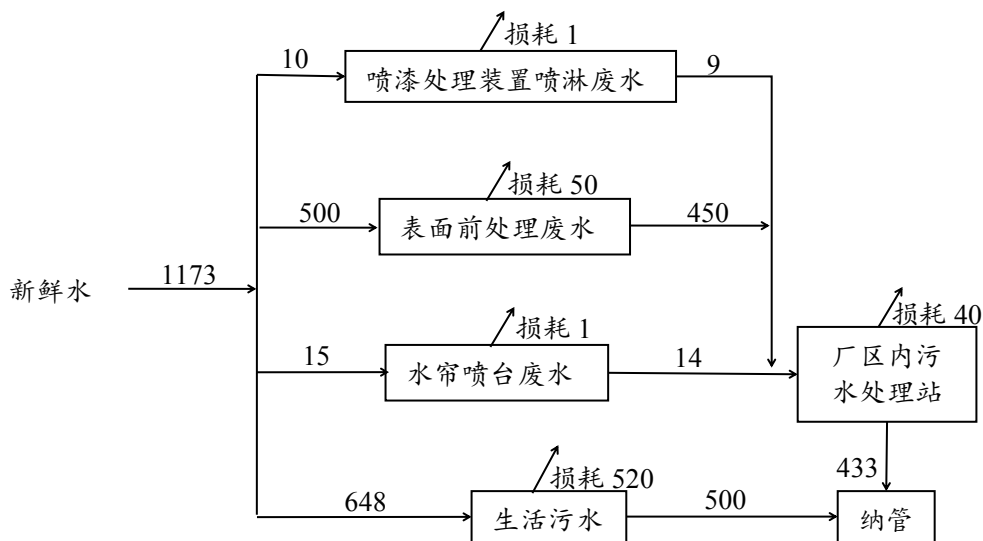 损耗 1
10
喷漆处理装置喷淋废水
9
损耗 50
500
表面前处理废水
450
新鲜水
1173
损耗 1
15
水帘喷台废水
14
损耗 40
厂区内污
水处理站
433
损耗 520
648
生活污水
500
纳管